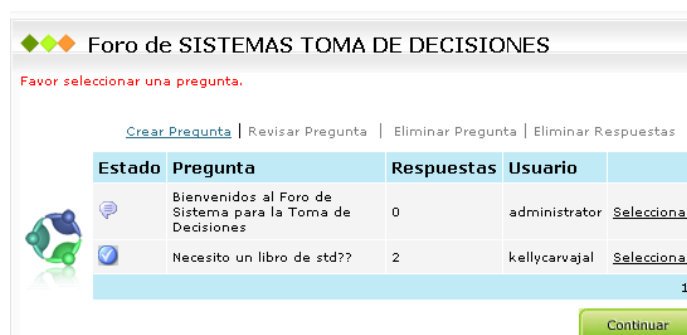 Foro de SISTEMAS TOMA DE DECISIONES
Favor seleccionar una pregunta.
Crear Pregunta | Revisar Pregunta | Eliminar Pregunta | Eliminar Respuestas
Estado Pregunta Respuestas Usuario
Bienvenidos al Foro de
Sistema para la Toma de
Decisiones
0 administrator Selecciona
Necesito un libro de std?? 2 kellycarvajal Selecciona
1
Continuar